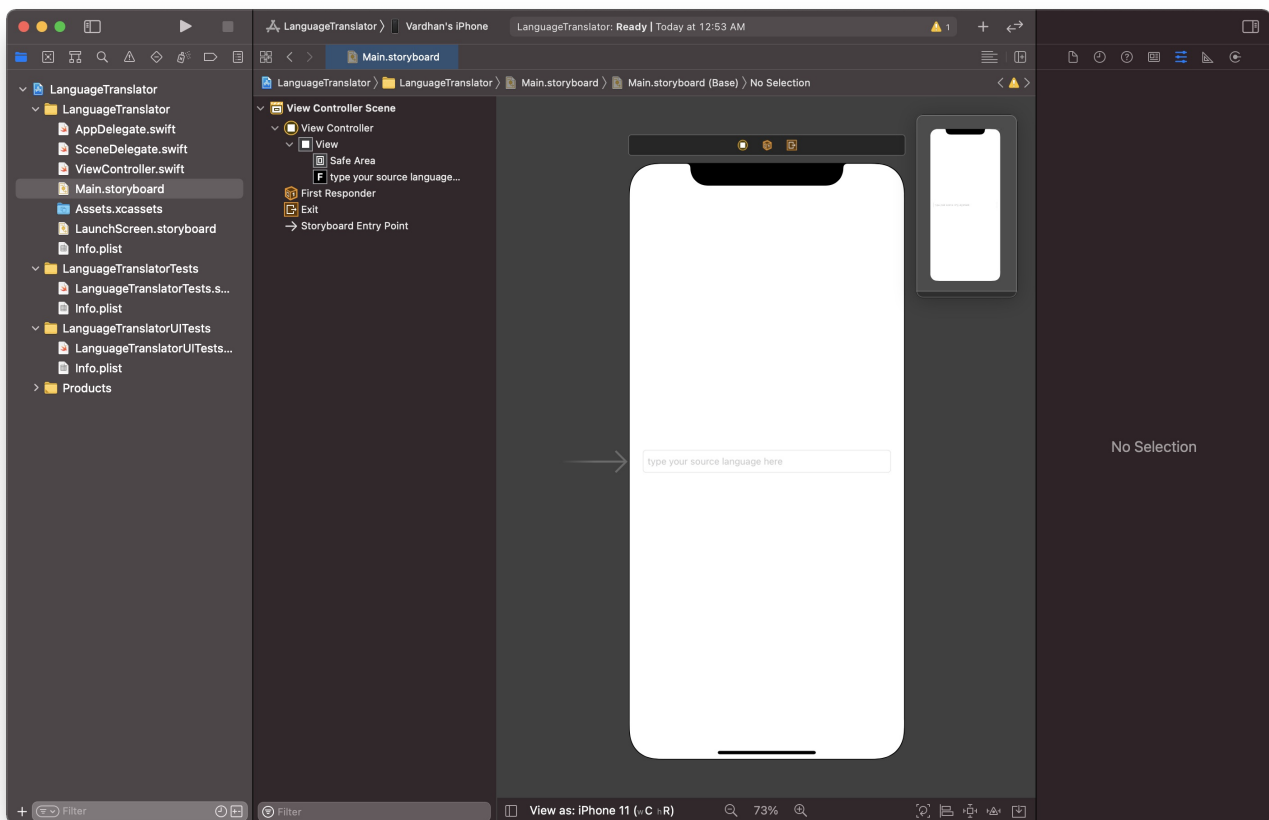 LanguageTranslator 〉 Vardhan's iPhone
LanguageTranslator: Ready | Today at 12:53 AM
1
Main.storyboard
LanguageTranslator 〉 LanguageTranslator 〉 Main.storyboard 〉 Main.storyboard (Base) 〉 No Selection
LanguageTranslator
LanguageTranslator
AppDelegate.swift
SceneDelegate.swift
ViewController.swift
Main.storyboard
Assets.xcassets
LaunchScreen.storyboard
Info.plist
LanguageTranslatorTests
LanguageTranslatorTests.s...
Info.plist
LanguageTranslatorUITests
LanguageTranslatorUITests...
Info.plist
Products
Filter
View Controller Scene
View Controller
View
Safe Area
F type your source language...
First Responder
Exit
Storyboard Entry Point
Filter
type your source language here
View as: iPhone 11 (wC hR)
73%
No Selection